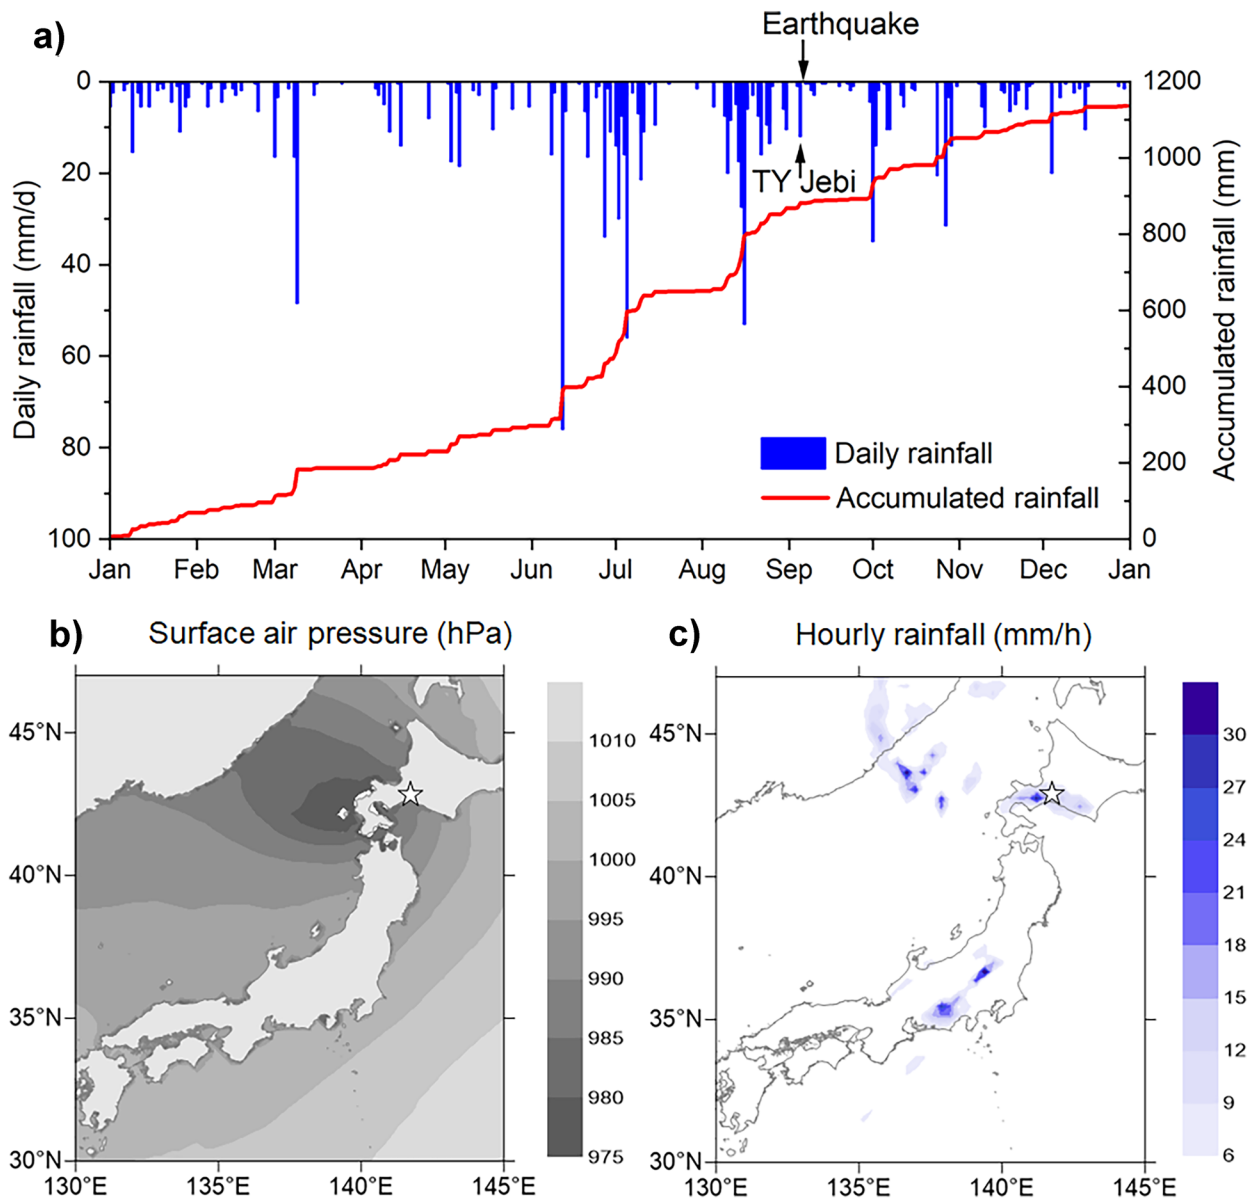 a)
Earthquake
0
20
40
60
80
100
Daily rainfall (mm/d)
1200
1000
800
600
400
200
0
Accumulated rainfall (mm)
TY Jebi
Daily rainfall
Accumulated rainfall
Jan Feb Mar Apr May Jun Jul Aug Sep Oct Nov Dec Jan
b) Surface air pressure (hPa)
45°N
40°N
35°N
30°N
130°E 135°E 140°E 145°E
1010
1005
1000
995
990
985
980
975
c) Hourly rainfall (mm/h)
45°N
40°N
35°N
30°N
130°E 135°E 140°E 145°E
30
27
24
21
18
15
12
9
6